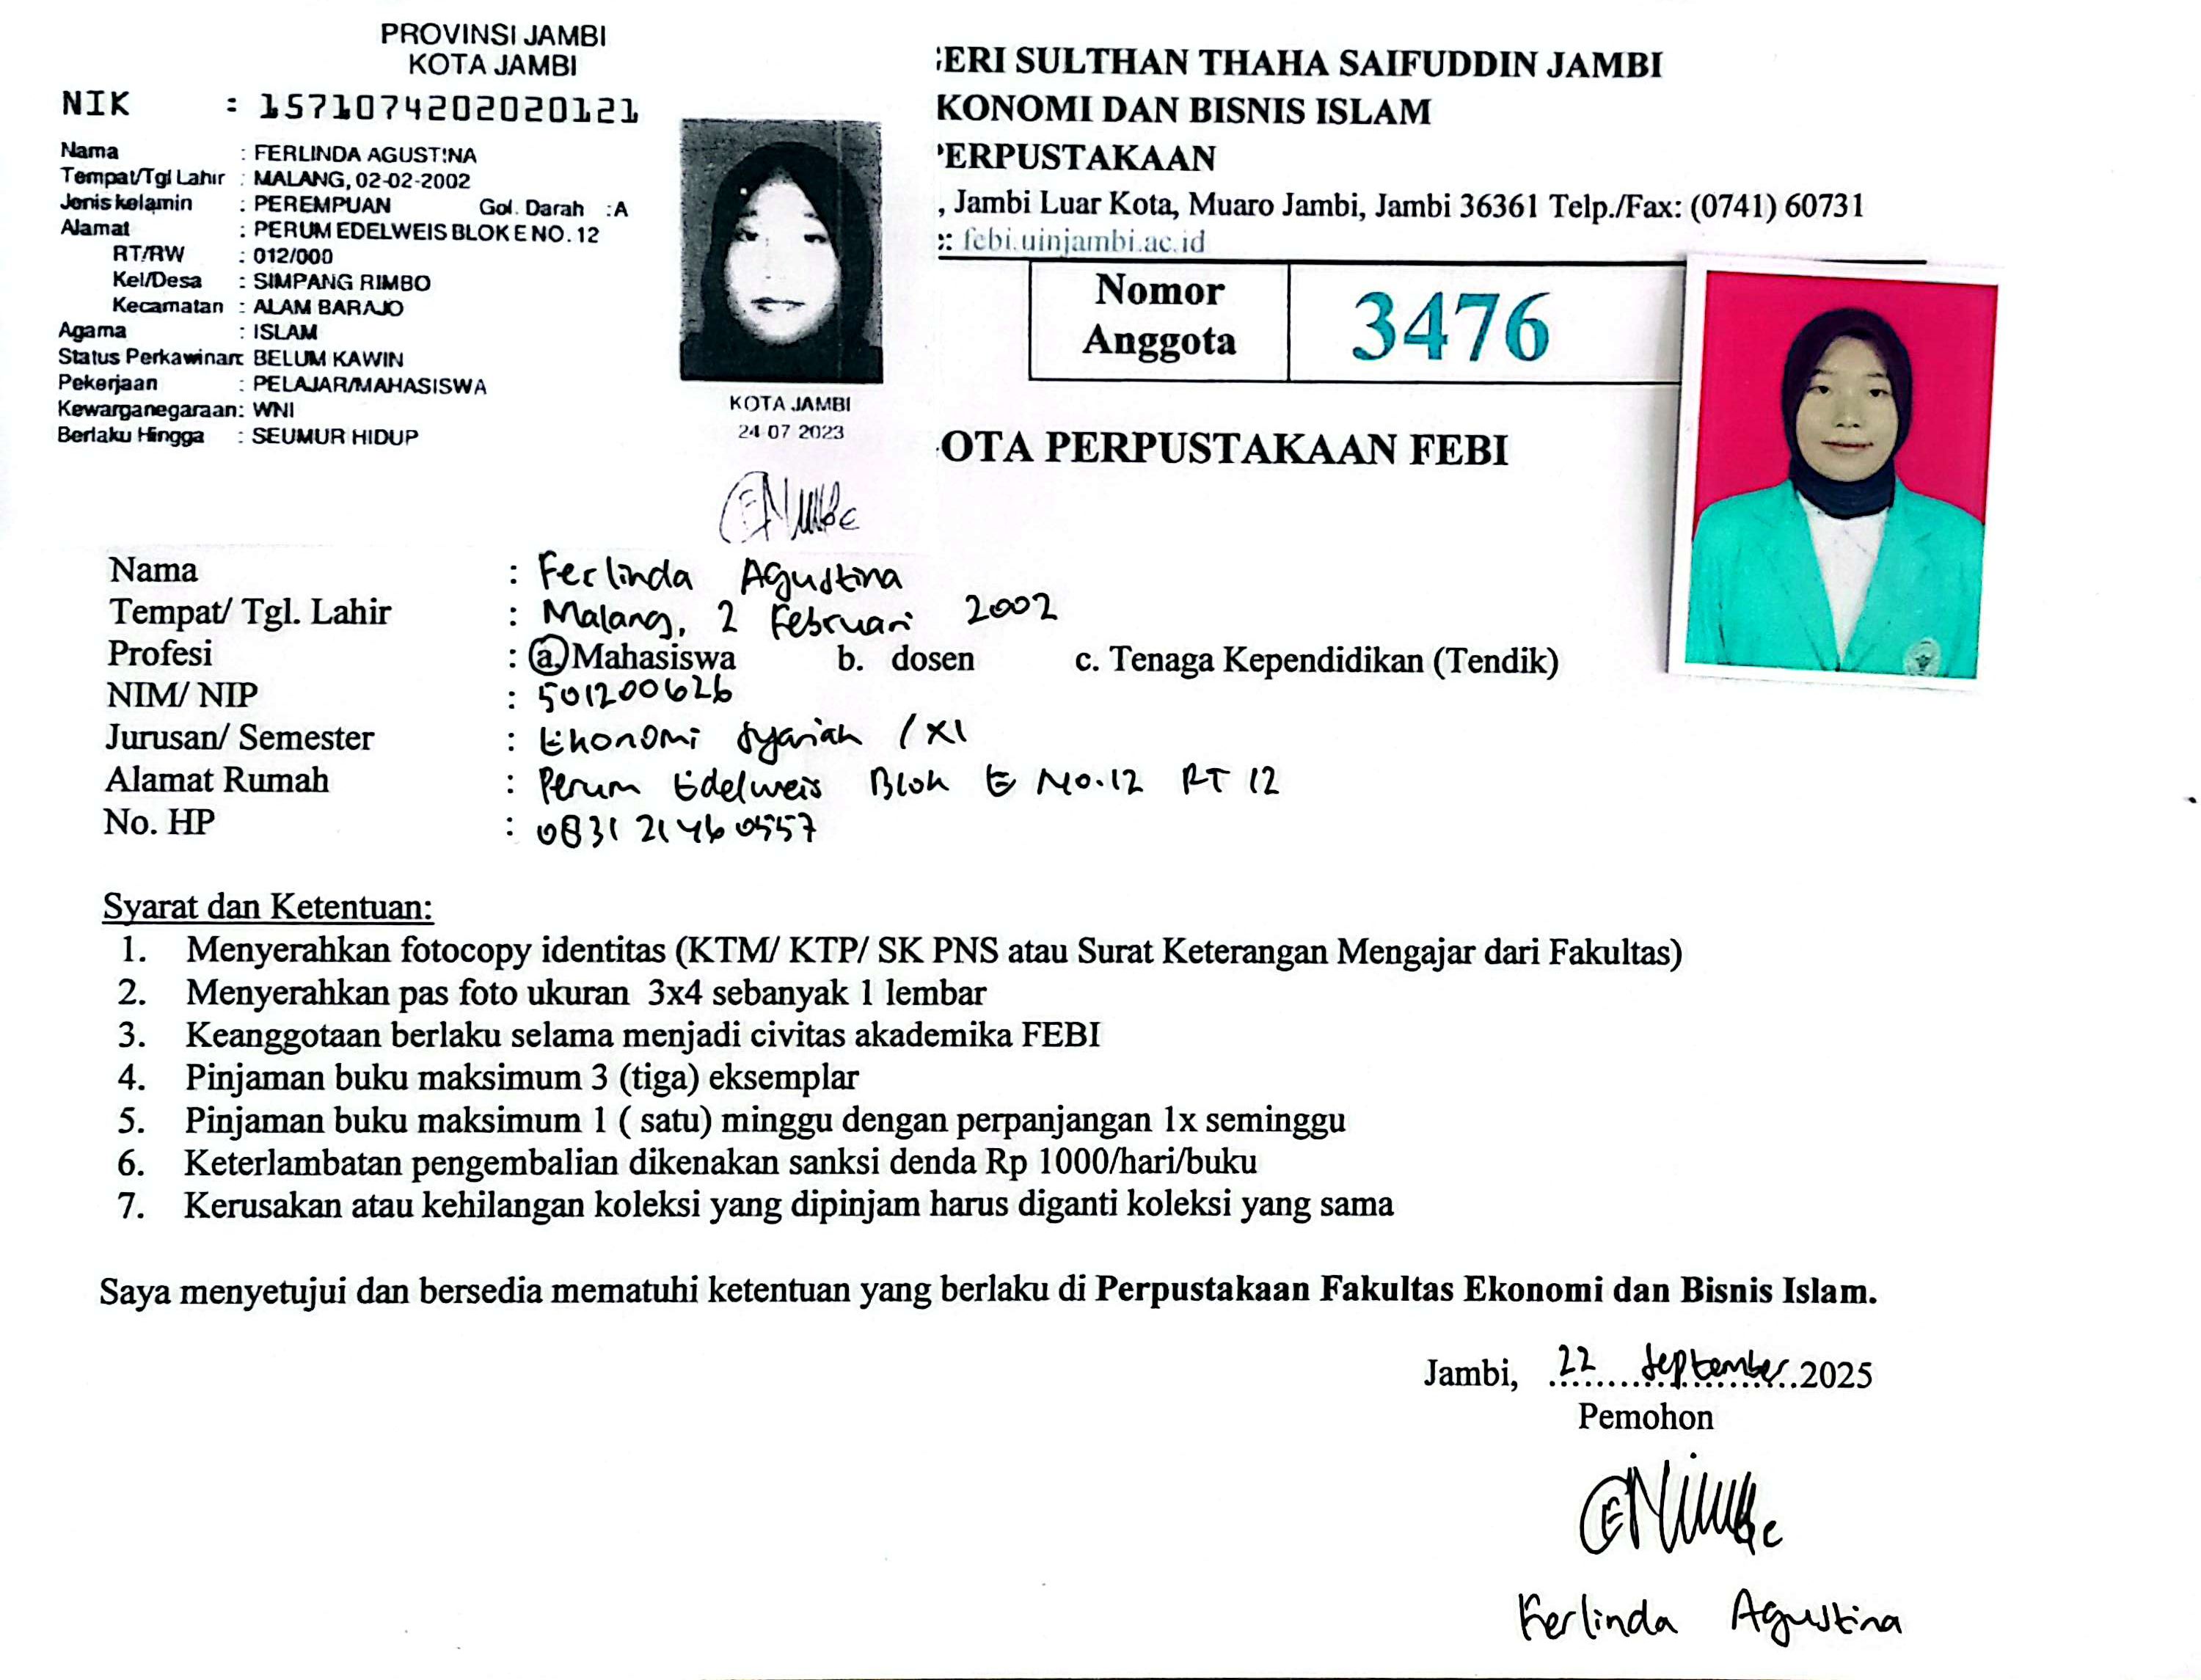 PROVINSI JAMBI
KOTA JAMBI
NIK : 1571074202020121
Nama : FERLINDA AGUSTINA
Tempat/Tgl Lahir : MALANG, 02-02-2002
Jenis kelamin : PEREMPUAN Gol. Darah :A
Alamat : PERUM EDELWEIS BLOK E NO. 12
RT/RW : 012/000
Kel/Desa : SIMPANG RIMBO
Kecamatan : ALAM BARAJO
Agama : ISLAM
Status Perkawinan: BELUM KAWIN
Pekerjaan : PELAJAR/MAHASISWA
Kewarganegaraan: WNI
Berlaku Hingga : SEUMUR HIDUP
KOTA JAMBI
24-07-2023
ERI SULTHAN THAHA SAIFUDDIN JAMBI
KONOMI DAN BISNIS ISLAM
ERPUSTAKAAN
, Jambi Luar Kota, Muaro Jambi, Jambi 36361 Telp./Fax: (0741) 60731
: febi.uinjambi.ac.id
Nomor Anggota 3476
OTA PERPUSTAKAAN FEBI
Nama : Ferlinda Agustina
Tempat/ Tgl. Lahir : Malang, 2 Februari 2002
Profesi : a. Mahasiswa b. dosen c. Tenaga Kependidikan (Tendik)
NIM/ NIP : 501200626
Jurusan/ Semester : Ekonomi Syariah / XI
Alamat Rumah : Perum Edelweis Blok E No.12 RT 12
No. HP : 083121460557
Syarat dan Ketentuan:
1. Menyerahkan fotocopy identitas (KTM/ KTP/ SK PNS atau Surat Keterangan Mengajar dari Fakultas)
2. Menyerahkan pas foto ukuran 3x4 sebanyak 1 lembar
3. Keanggotaan berlaku selama menjadi civitas akademika FEBI
4. Pinjaman buku maksimum 3 (tiga) eksemplar
5. Pinjaman buku maksimum 1 ( satu) minggu dengan perpanjangan 1x seminggu
6. Keterlambatan pengembalian dikenakan sanksi denda Rp 1000/hari/buku
7. Kerusakan atau kehilangan koleksi yang dipinjam harus diganti koleksi yang sama
Saya menyetujui dan bersedia mematuhi ketentuan yang berlaku di Perpustakaan Fakultas Ekonomi dan Bisnis Islam.
Jambi, 22 September 2025
Pemohon
Ferlinda Agustina